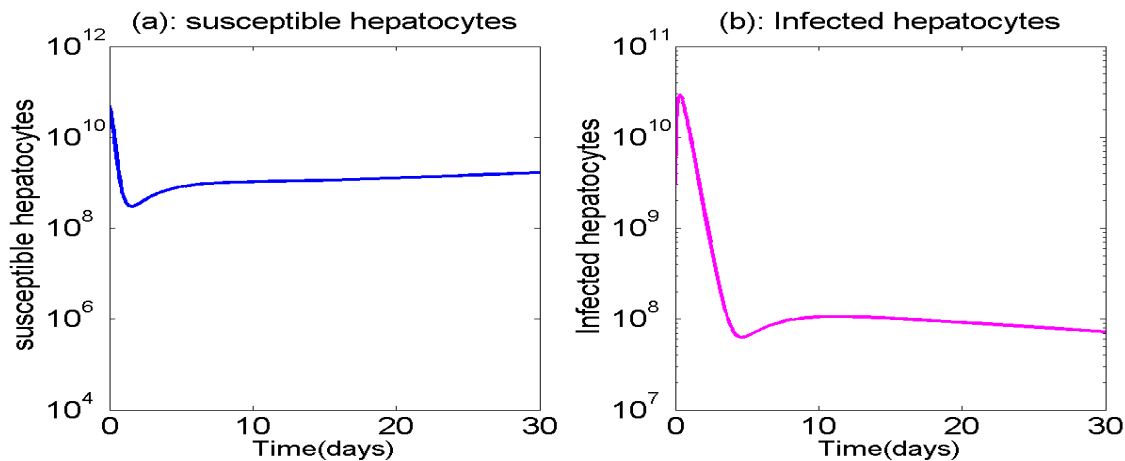 (a): susceptible hepatocytes
susceptible hepatocytes
10^12
10^10
10^8
10^6
10^4
0 10 20 30
Time(days)
(b): Infected hepatocytes
Infected hepatocytes
10^11
10^10
10^9
10^8
10^7
0 10 20 30
Time(days)